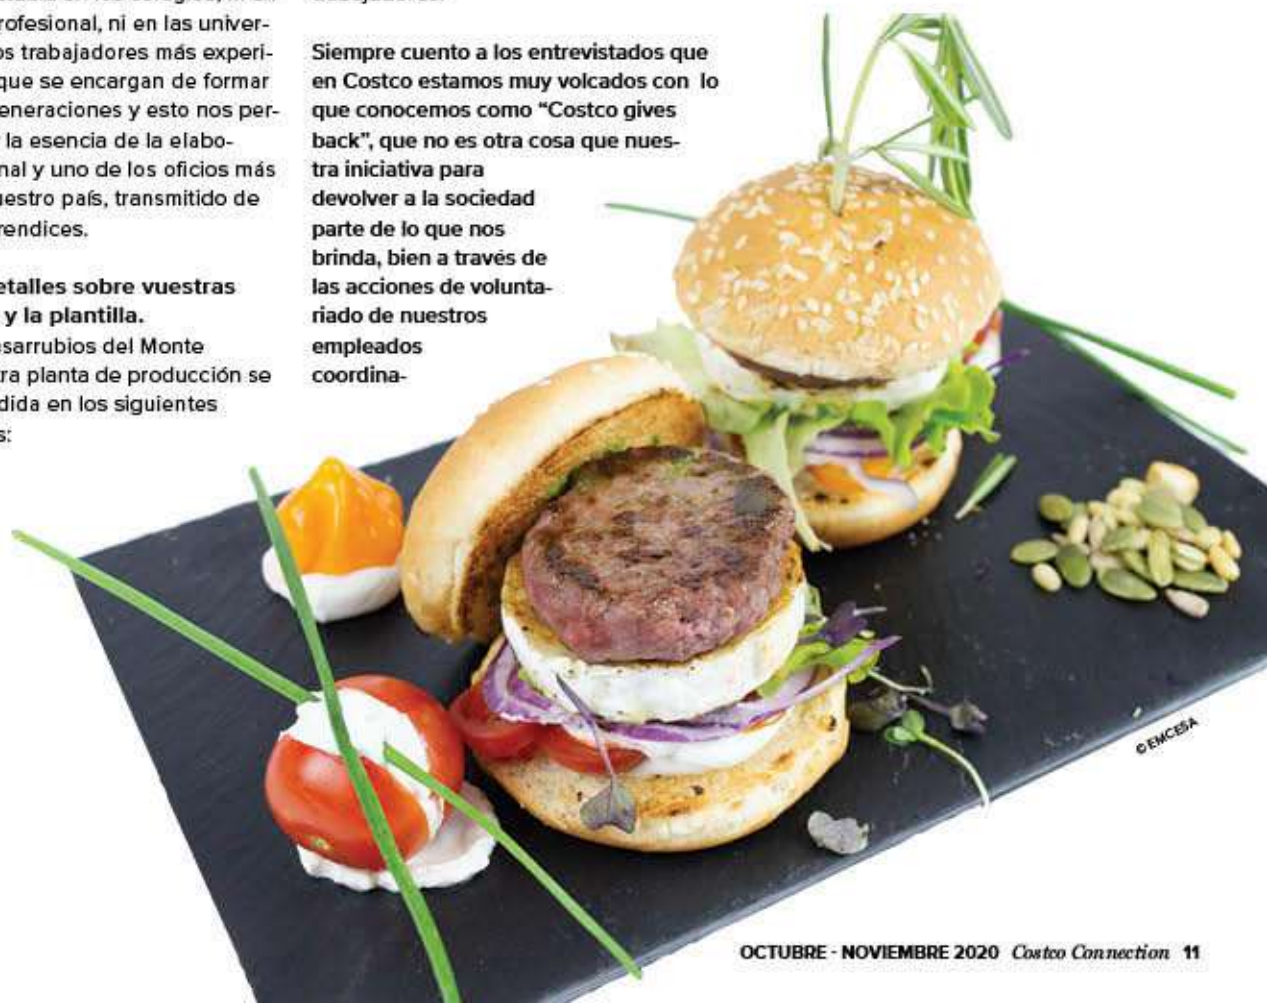 rofesional, ni en las univer-
os trabajadores más experi-
que se encargan de formar
eneraciones y esto nos per-
la esencia de la elabo-
nal y uno de los oficios más
uestro país, transmitido de
rendices.
etalles sobre vuestras
y la plantilla.
sarrubios del Monte
tra planta de producción se
dida en los siguientes
s:
Siempre cuento a los entrevistados que
en Costco estamos muy volcados con lo
que conocemos como “Costco gives
back”, que no es otra cosa que nues-
tra iniciativa para
devolver a la sociedad
parte de lo que nos
brinda, bien a través de
las acciones de volunta-
riado de nuestros
empleados
coordina-
© EMCESA
OCTUBRE - NOVIEMBRE 2020 Costco Connection 11